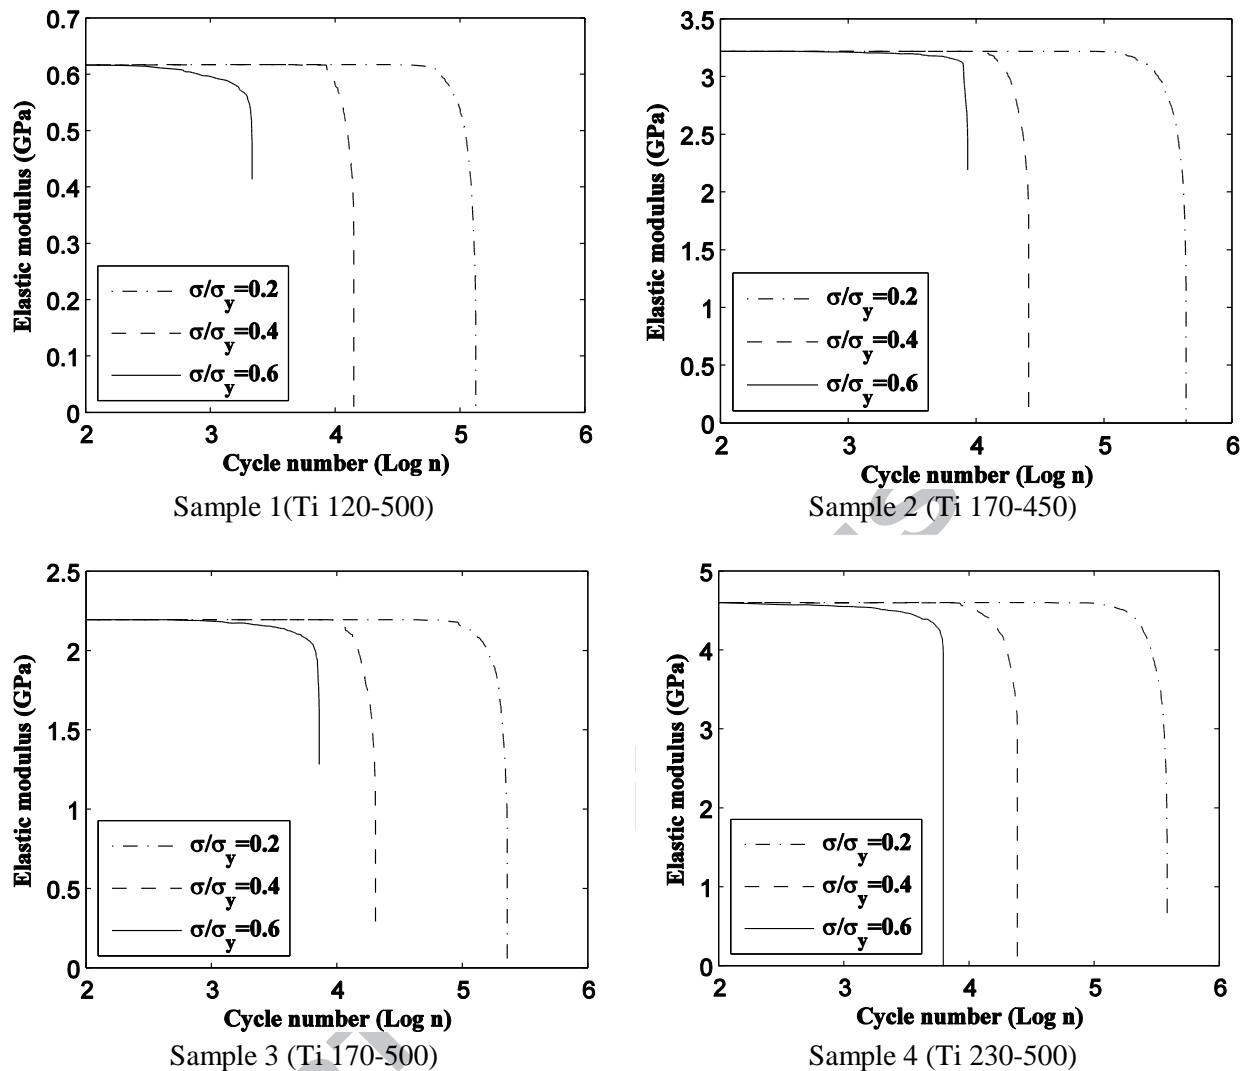 0.7
0.6
0.5
0.4
0.3
0.2
0.1
0
Elastic modulus (GPa)
σ/σy=0.2
σ/σy=0.4
σ/σy=0.6
2 3 4 5 6
Cycle number (Log n)
Sample 1(Ti 120-500)
3.5
3
2.5
2
1.5
1
0.5
0
Elastic modulus (GPa)
σ/σy=0.2
σ/σy=0.4
σ/σy=0.6
2 3 4 5 6
Cycle number (Log n)
Sample 2 (Ti 170-450)
2.5
2
1.5
1
0.5
0
Elastic modulus (GPa)
σ/σy=0.2
σ/σy=0.4
σ/σy=0.6
2 3 4 5 6
Cycle number (Log n)
Sample 3 (Ti 170-500)
5
4
3
2
1
0
Elastic modulus (GPa)
σ/σy=0.2
σ/σy=0.4
σ/σy=0.6
2 3 4 5 6
Cycle number (Log n)
Sample 4 (Ti 230-500)